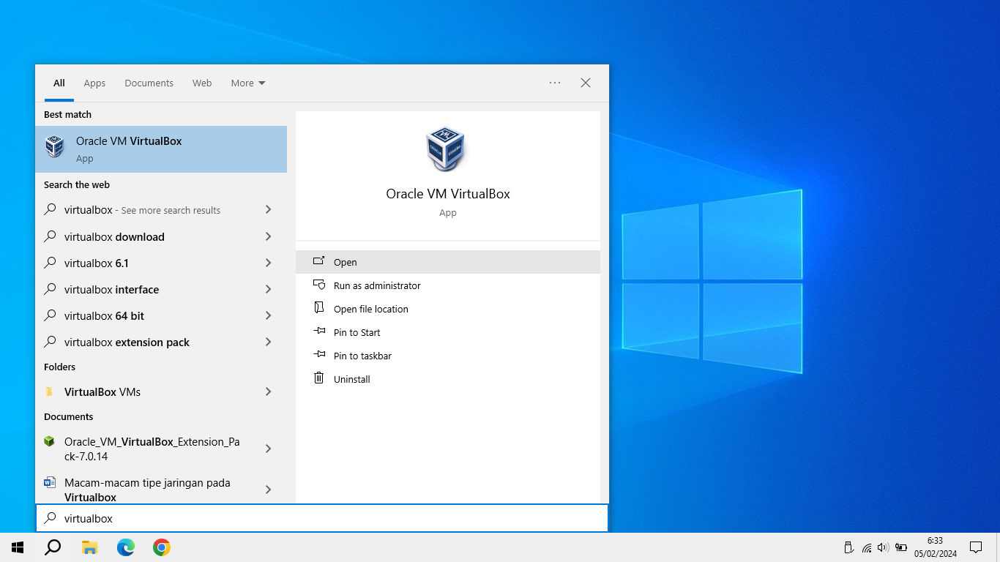 All
Apps
Documents
Web
More
Best match
Oracle VM VirtualBox
App
Search the web
virtualbox - See more search results
virtualbox download
virtualbox 6.1
virtualbox interface
virtualbox 64 bit
virtualbox extension pack
Folders
VirtualBox VMs
Documents
Oracle_VM_VirtualBox_Extension_Pa
ck-7.0.14
Macam-macam tipe jaringan pada
Virtualbox
Oracle VM VirtualBox
App
Open
Run as administrator
Open file location
Pin to Start
Pin to taskbar
Uninstall
virtualbox
6:33
05/02/2024